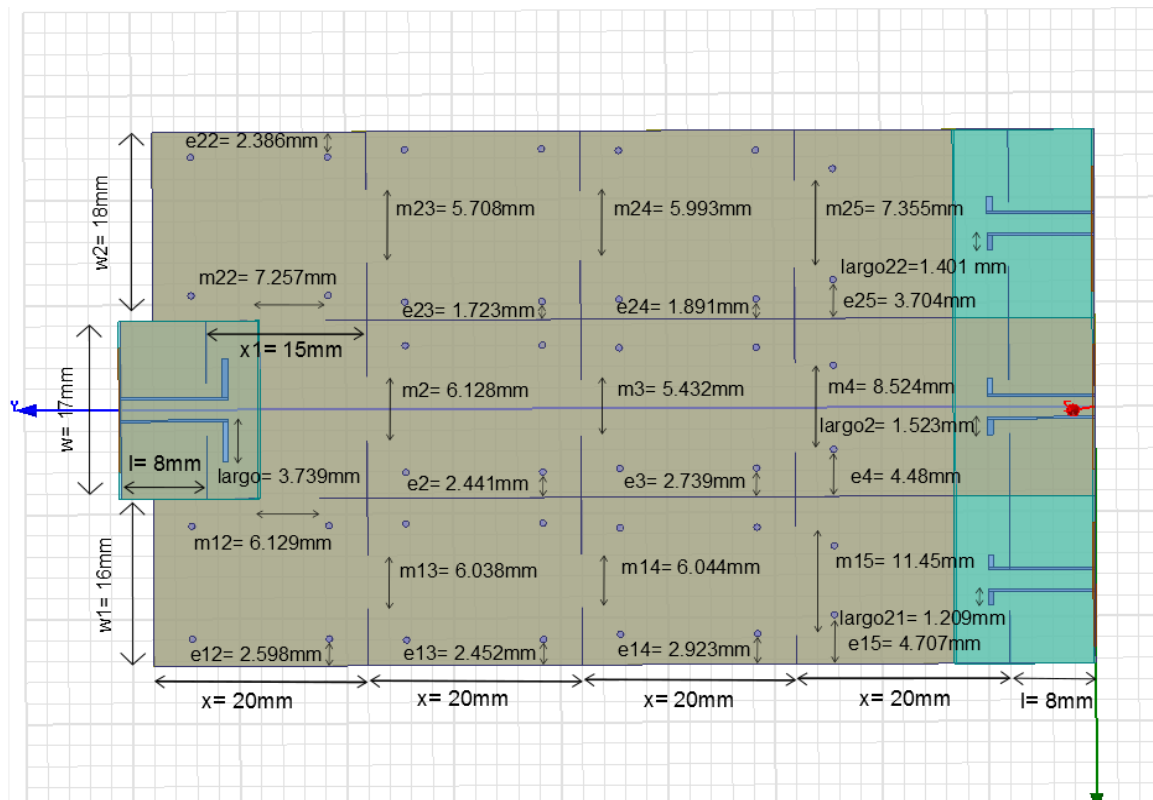 e22= 2.386mm
w2= 18mm
m23= 5.708mm
m24= 5.993mm
m25= 7.355mm
largo22=1.401 mm
m22= 7.257mm
e23= 1.723mm
e24= 1.891mm
e25= 3.704mm
x1= 15mm
Y
w= 17mm
m2= 6.128mm
m3= 5.432mm
m4= 8.524mm
largo2= 1.523mm
l= 8mm
largo= 3.739mm
e2= 2.441mm
e3= 2.739mm
e4= 4.48mm
m12= 6.129mm
w1= 16mm
m13= 6.038mm
m14= 6.044mm
m15= 11.45mm
largo21= 1.209mm
e12= 2.598mm
e13= 2.452mm
e14= 2.923mm
e15= 4.707mm
x= 20mm
x= 20mm
x= 20mm
x= 20mm
l= 8mm